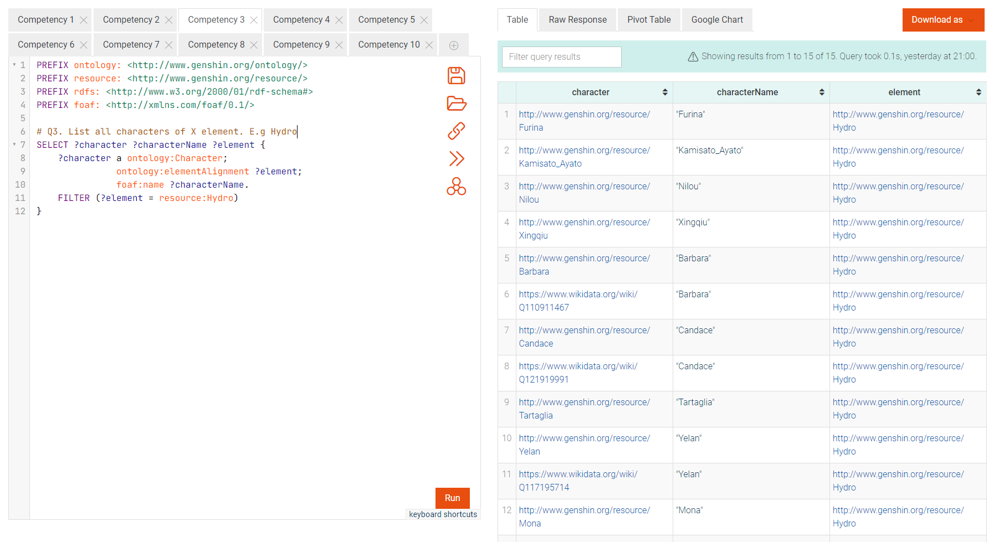 Competency 1
Competency 2
Competency 3
Competency 4
Competency 5
Competency 6
Competency 7
Competency 8
Competency 9
Competency 10
1 PREFIX ontology: <http://www.genshin.org/ontology/>
2 PREFIX resource: <http://www.genshin.org/resource/>
3 PREFIX rdfs: <http://www.w3.org/2000/01/rdf-schema#>
4 PREFIX foaf: <http://xmlns.com/foaf/0.1/>
5
6 # Q3. List all characters of X element. E.g Hydro
7 SELECT ?character ?characterName ?element {
8 ?character a ontology:Character;
9 ontology:elementAlignment ?element;
10 foaf:name ?characterName.
11 FILTER (?element = resource:Hydro)
12 }
Run
keyboard shortcuts
Table
Raw Response
Pivot Table
Google Chart
Download as
Filter query results
Showing results from 1 to 15 of 15. Query took 0.1s, yesterday at 21:00.
character characterName element
1 http://www.genshin.org/resource/ "Furina" http://www.genshin.org/resource/
Furina Hydro
2 http://www.genshin.org/resource/ "Kamisato_Ayato" http://www.genshin.org/resource/
Kamisato_Ayato Hydro
3 http://www.genshin.org/resource/ "Nilou" http://www.genshin.org/resource/
Nilou Hydro
4 http://www.genshin.org/resource/ "Xingqiu" http://www.genshin.org/resource/
Xingqiu Hydro
5 http://www.genshin.org/resource/ "Barbara" http://www.genshin.org/resource/
Barbara Hydro
6 https://www.wikidata.org/wiki/ "Barbara" http://www.genshin.org/resource/
Q110911467 Hydro
7 http://www.genshin.org/resource/ "Candace" http://www.genshin.org/resource/
Candace Hydro
8 https://www.wikidata.org/wiki/ "Candace" http://www.genshin.org/resource/
Q121919991 Hydro
9 http://www.genshin.org/resource/ "Tartaglia" http://www.genshin.org/resource/
Tartaglia Hydro
10 http://www.genshin.org/resource/ "Yelan" http://www.genshin.org/resource/
Yelan Hydro
11 https://www.wikidata.org/wiki/ "Yelan" http://www.genshin.org/resource/
Q117195714 Hydro
12 http://www.genshin.org/resource/ "Mona" http://www.genshin.org/resource/
Mona Hydro